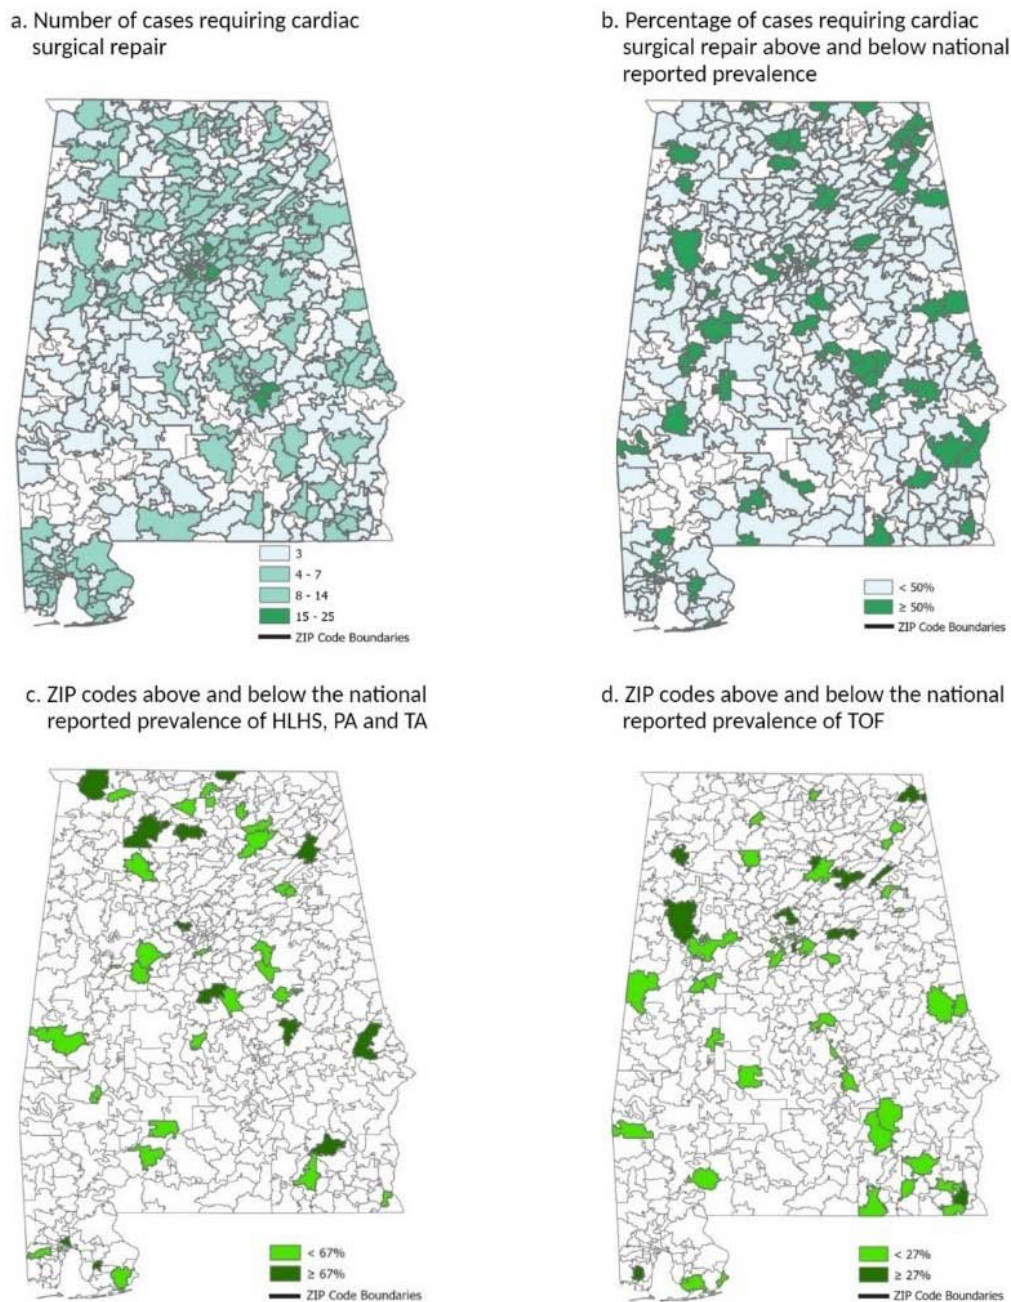 a. Number of cases requiring cardiac
surgical repair
b. Percentage of cases requiring cardiac
surgical repair above and below national
reported prevalence
3
4 - 7
8 - 14
15 - 25
ZIP Code Boundaries
< 50%
≥ 50%
ZIP Code Boundaries
c. ZIP codes above and below the national
reported prevalence of HLHS, PA and TA
d. ZIP codes above and below the national
reported prevalence of TOF
< 67%
≥ 67%
ZIP Code Boundaries
< 27%
≥ 27%
ZIP Code Boundaries